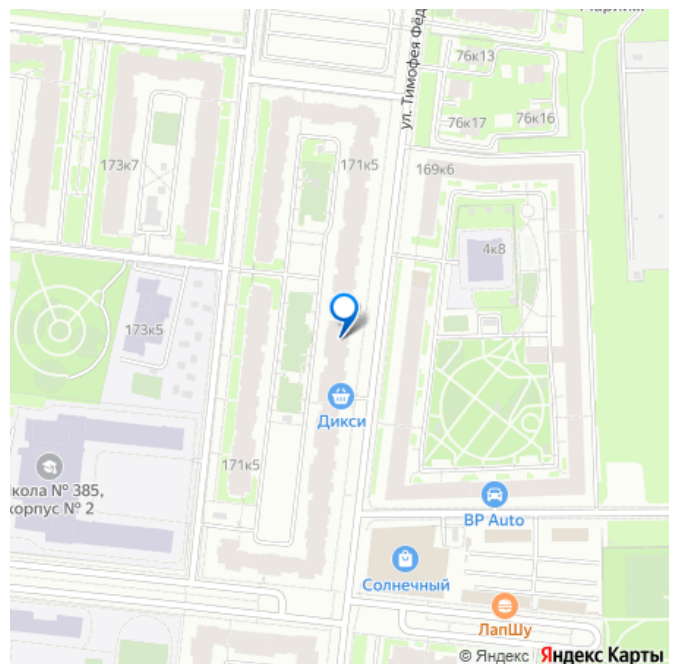 76к13
ул. Тимофея Фёд
76к17
76к16
173к7
171к5
169к6
4к8
173к5
Дикси
171к5
кола № 385,
корпус № 2
BP Auto
Солнечный
ЛапШу
© Яндекс Яндекс Карты